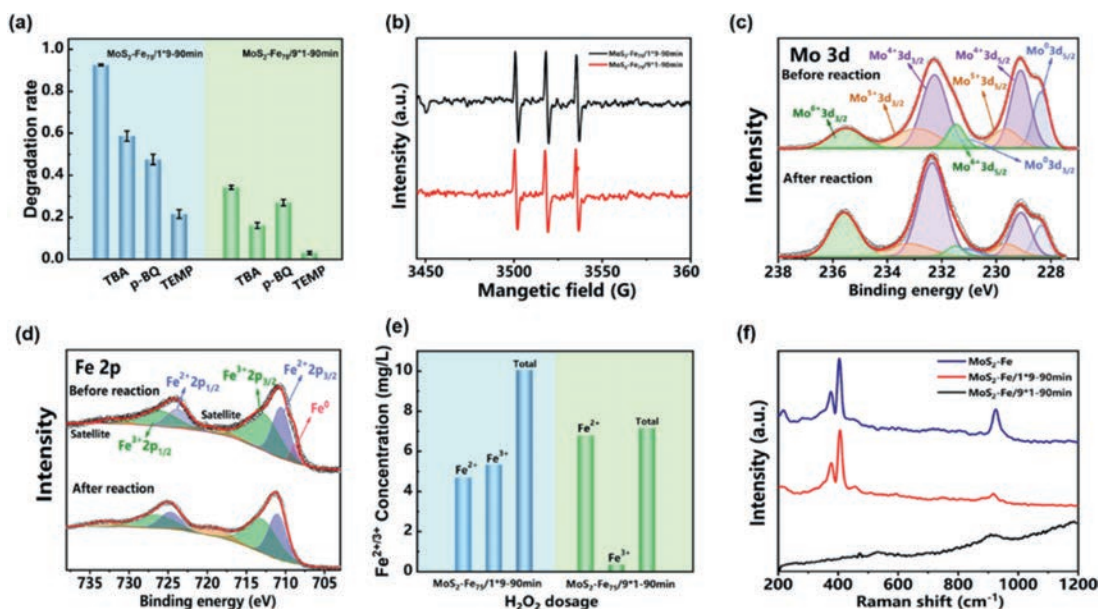 (a)
MoS₂-Fe₇₅/1*9-90min
MoS₂-Fe₇₅/9*1-90min
1.0
0.8
0.6
0.4
0.2
0.0
Degradation rate
TBA
p-BQ
TEMP
TBA
p-BQ
TEMP
(b)
MoS₂-Fe₇₅/1*9-90min
MoS₂-Fe₇₅/9*1-90min
Intensity (a.u.)
3450
3500
3550
360
Mangetic field (G)
(c)
Mo 3d
Before reaction
Mo⁴⁺3d₃/₂
Mo⁴⁺3d₅/₂
Mo⁰3d₅/₂
Mo⁵⁺3d₅/₂
Mo⁶⁺3d₃/₂
Mo⁵⁺3d₃/₂
Mo⁶⁺3d₅/₂
Mo⁰3d₃/₂
After reaction
Intensity
238
236
234
232
230
228
Binding energy (eV)
(d)
Fe 2p
Before reaction
Fe²⁺2p₁/₂
Fe³⁺2p₃/₂
Fe²⁺2p₃/₂
Fe⁰
Satellite
Satellite
Fe³⁺2p₁/₂
After reaction
Intensity
735
725
715
705
Binding energy (eV)
(e)
Fe²⁺/³⁺ Concentration (mg/L)
10
8
6
4
2
0
Fe²⁺
Fe³⁺
Total
Fe²⁺
Fe³⁺
Total
MoS₂-Fe₇₅/1*9-90min
MoS₂-Fe₇₅/9*1-90min
H₂O₂ dosage
(f)
MoS₂-Fe
MoS₂-Fe/1*9-90min
MoS₂-Fe/9*1-90min
Intensity (a.u.)
200
400
600
800
1000
1200
Raman shift (cm⁻¹)